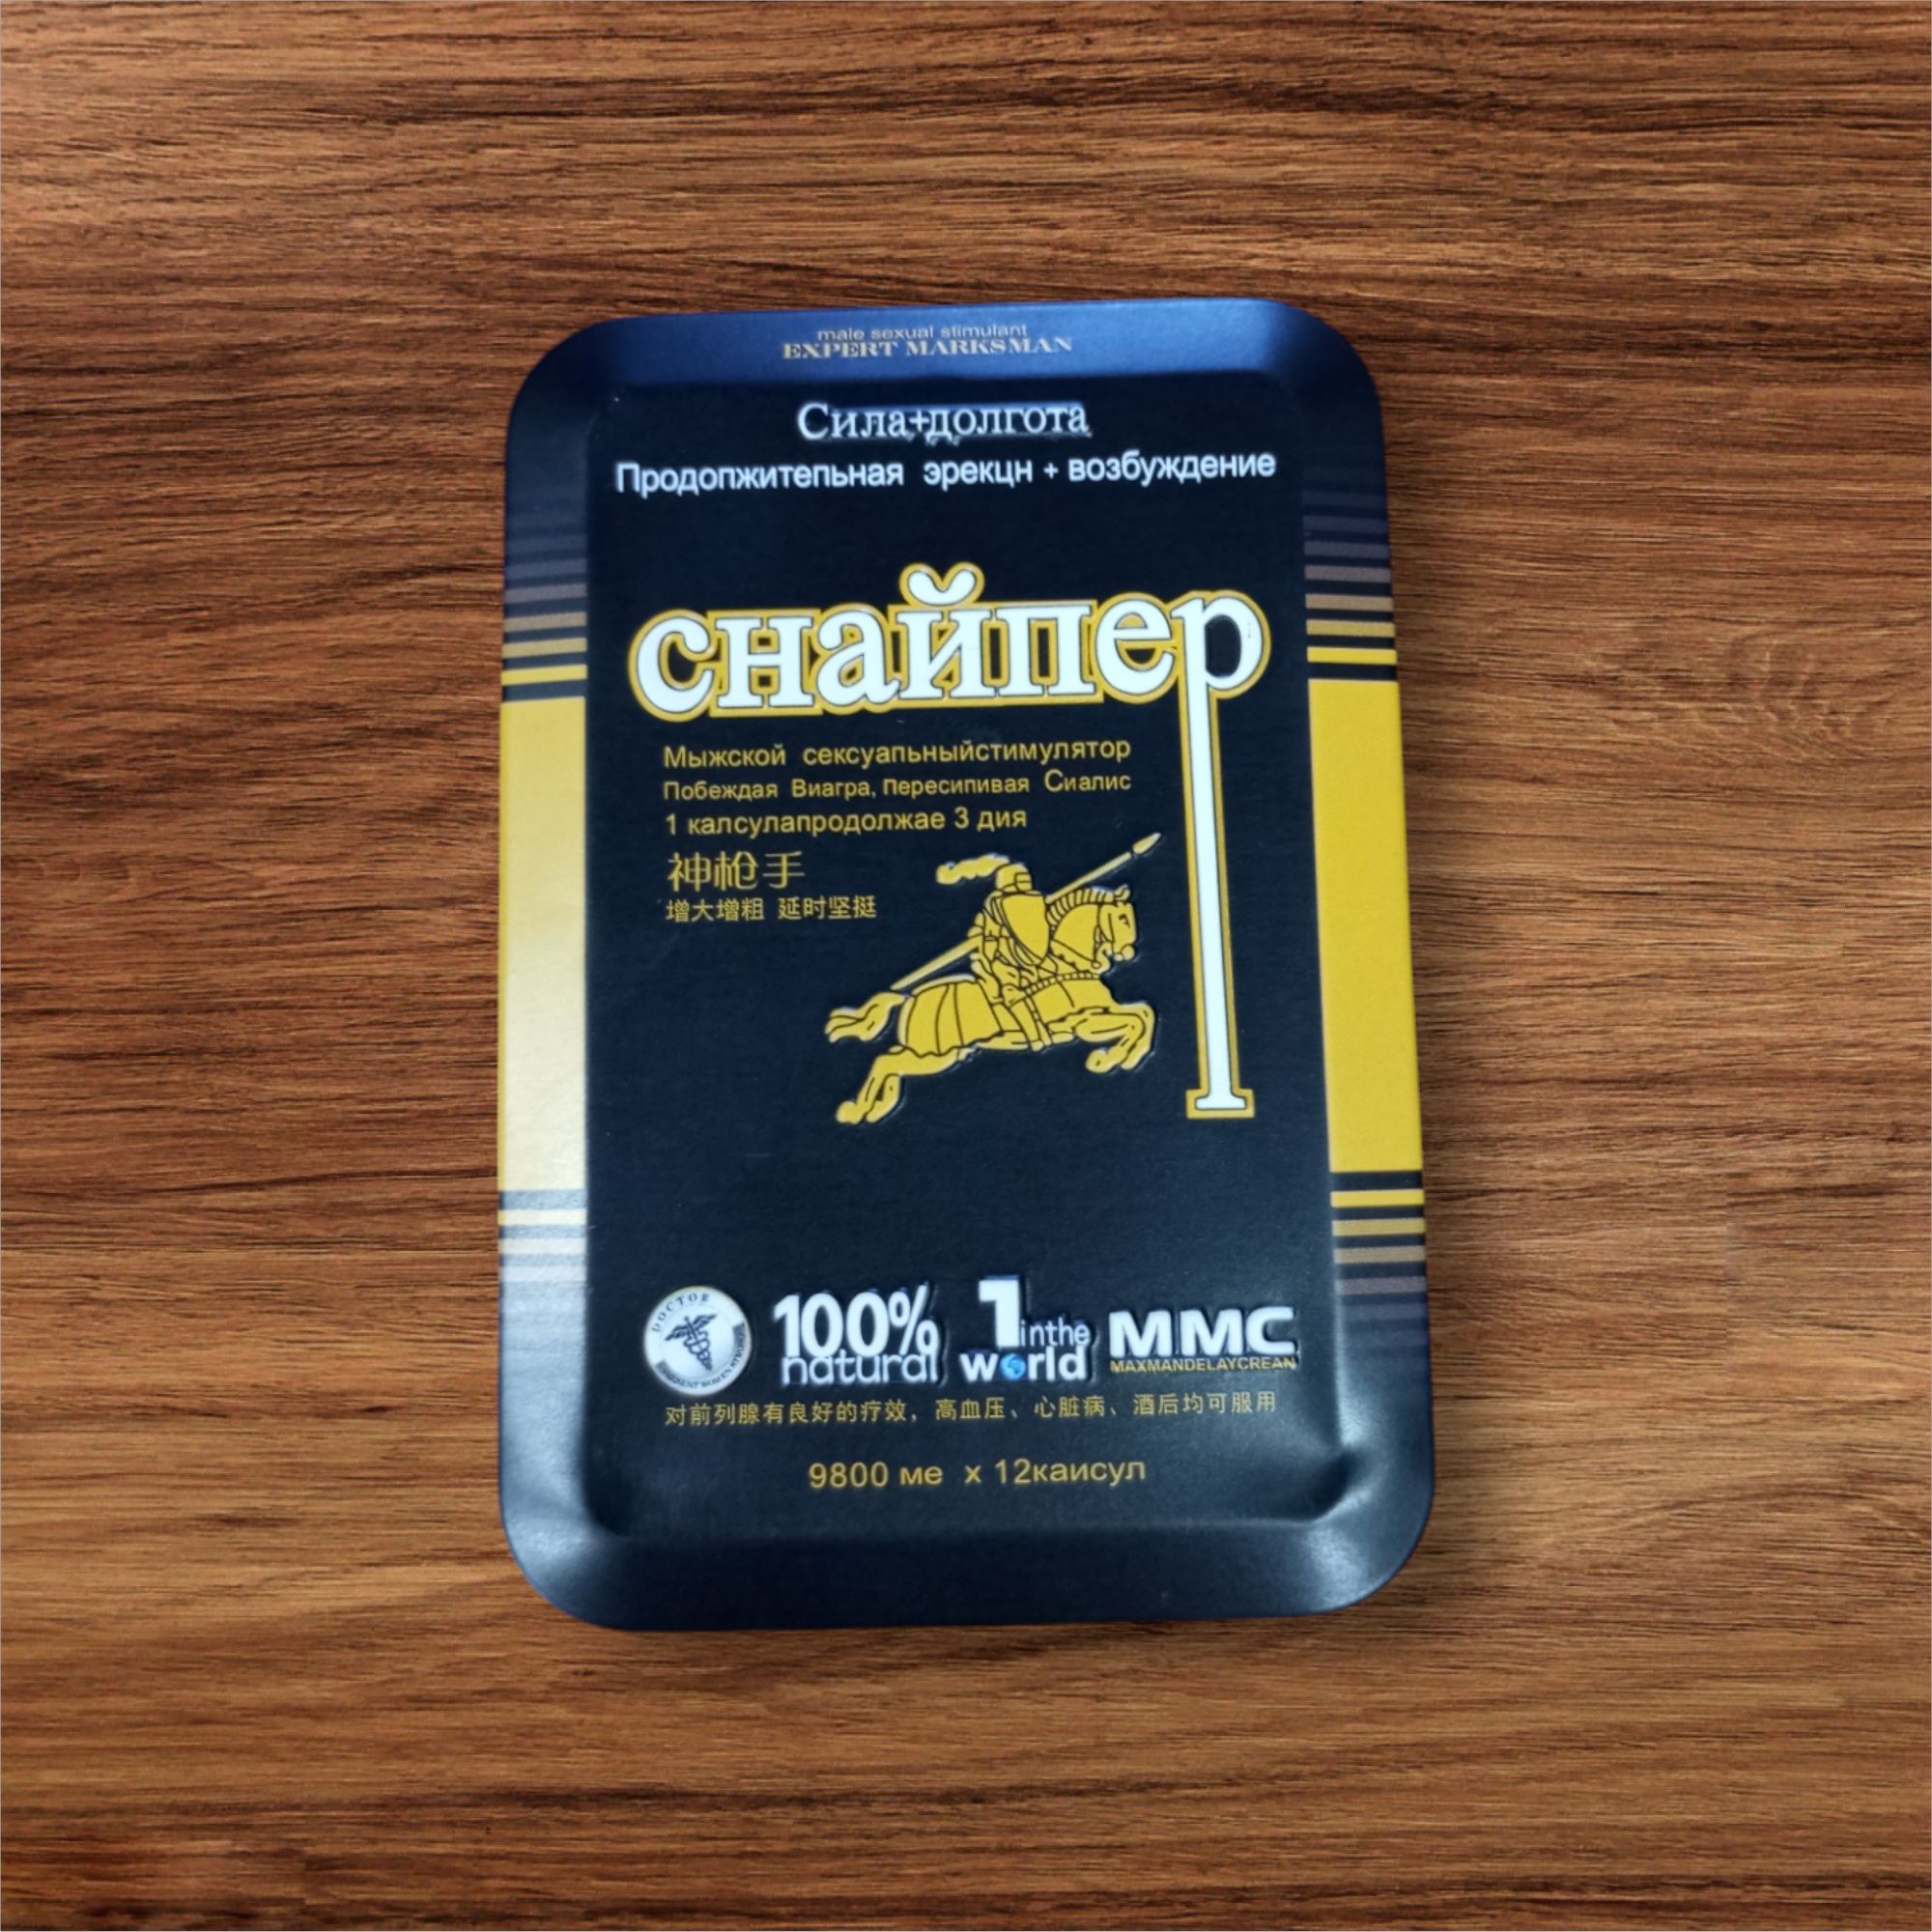 male sexual stimulant
EXPERT MARKSMAN
Сила+долгота
Продопжитепьная эрекцн + возбуждение
снайпер
Мыжской сексуапьныйстимулятор
Побеждая Виагра, Пересипивая Сиалис
1 калсулапродолжае 3 дия
神枪手
增大增粗 延时坚挺
DOCTOR
100% natural
1 in the world
MMC
MAXMANDELAYCREAN
对前列腺有良好的疗效，高血压、心脏病、酒后均可服用
9800 ме x 12каисул